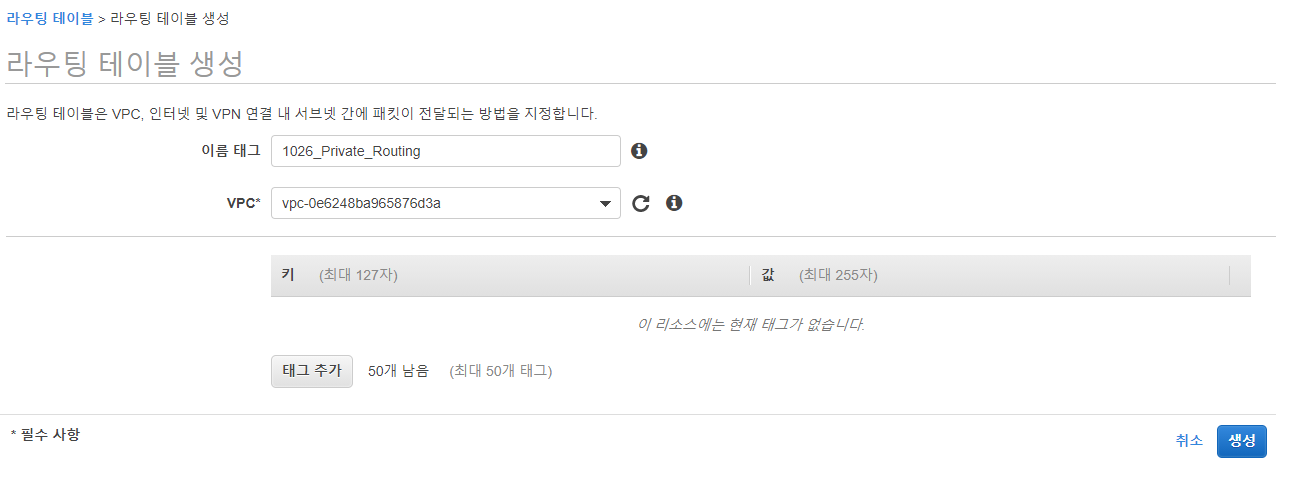 라우팅 테이블 > 라우팅 테이블 생성
라우팅 테이블 생성
라우팅 테이블은 VPC, 인터넷 및 VPN 연결 내 서브넷 간에 패킷이 전달되는 방법을 지정합니다.
이름 태그 1026_Private_Routing
VPC* vpc-0e6248ba965876d3a
키 (최대 127자) 값 (최대 255자)
이 리소스에는 현재 태그가 없습니다.
태그 추가 50개 남음 (최대 50개 태그)
* 필수 사항
취소 생성